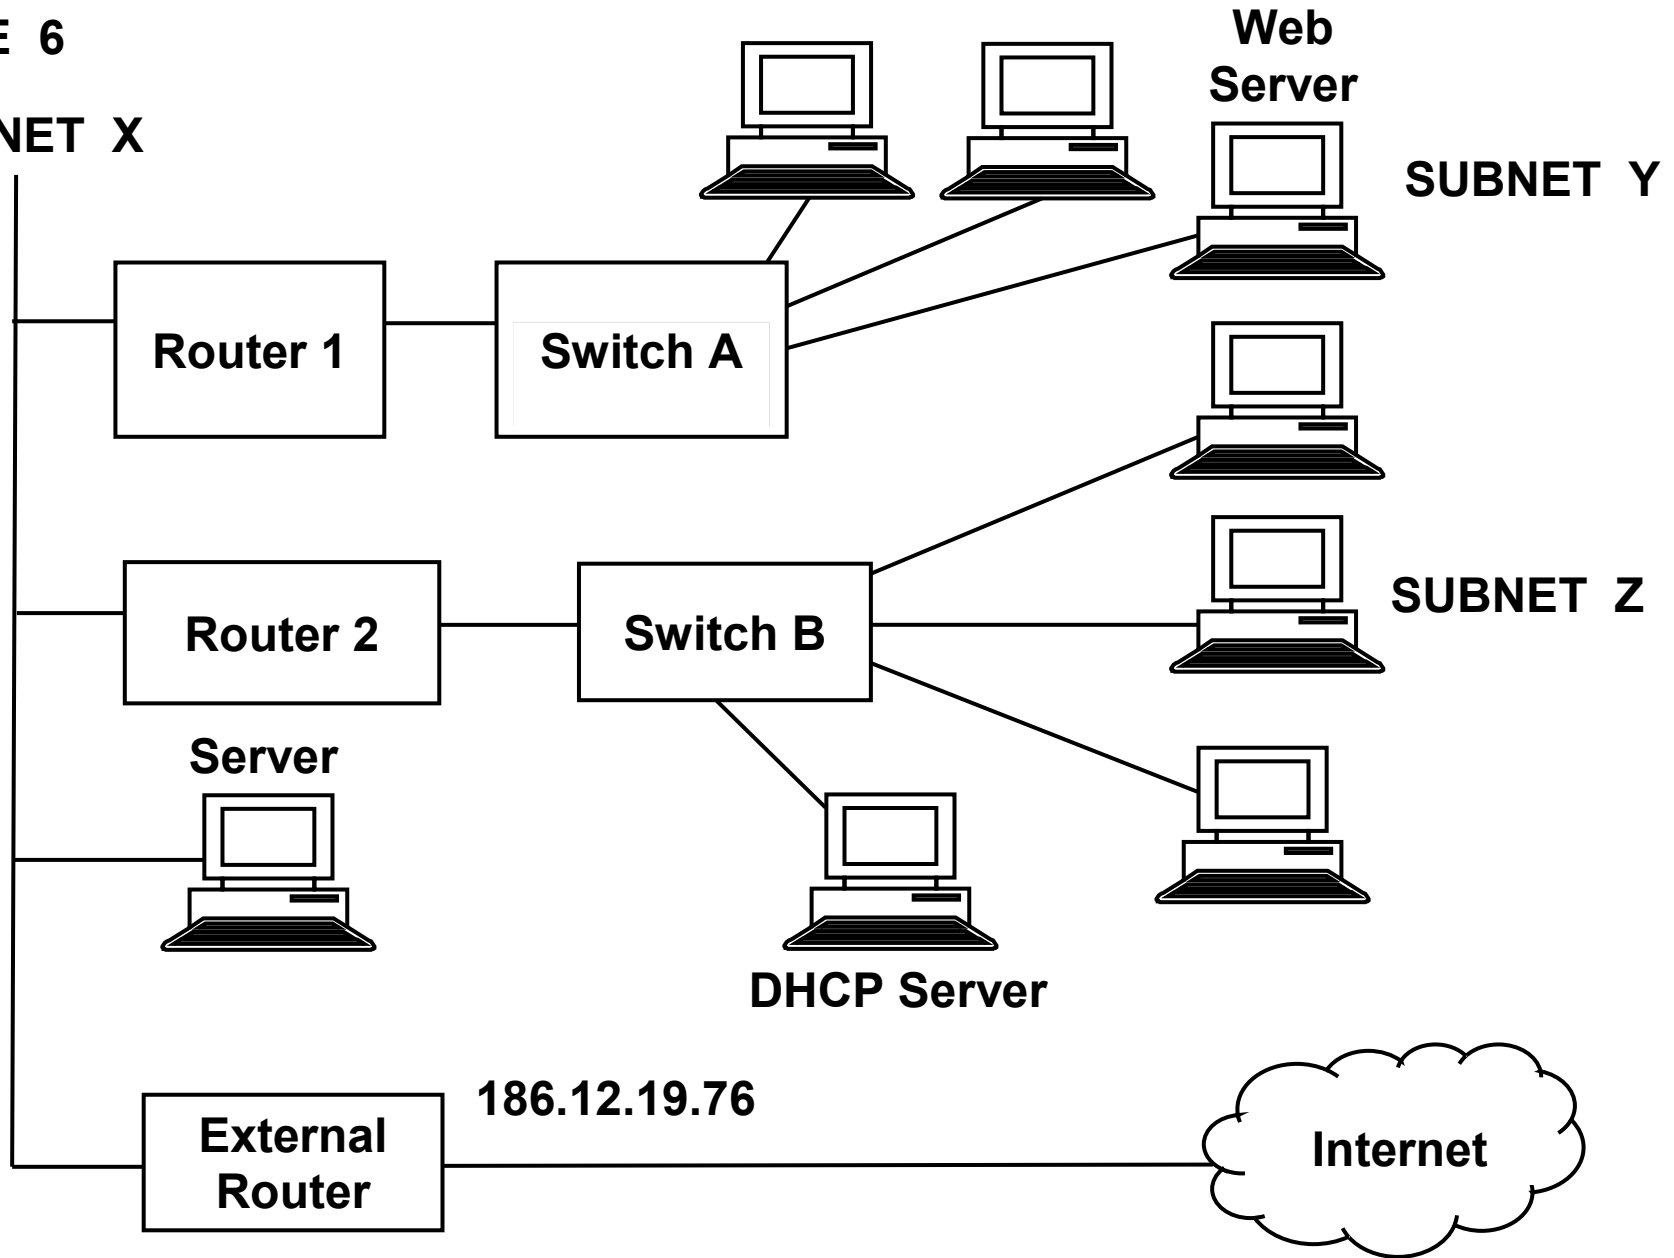 E 6
NET X
Web
Server
SUBNET Y
Router 1
Switch A
Router 2
Switch B
SUBNET Z
Server
DHCP Server
186.12.19.76
External
Router
Internet